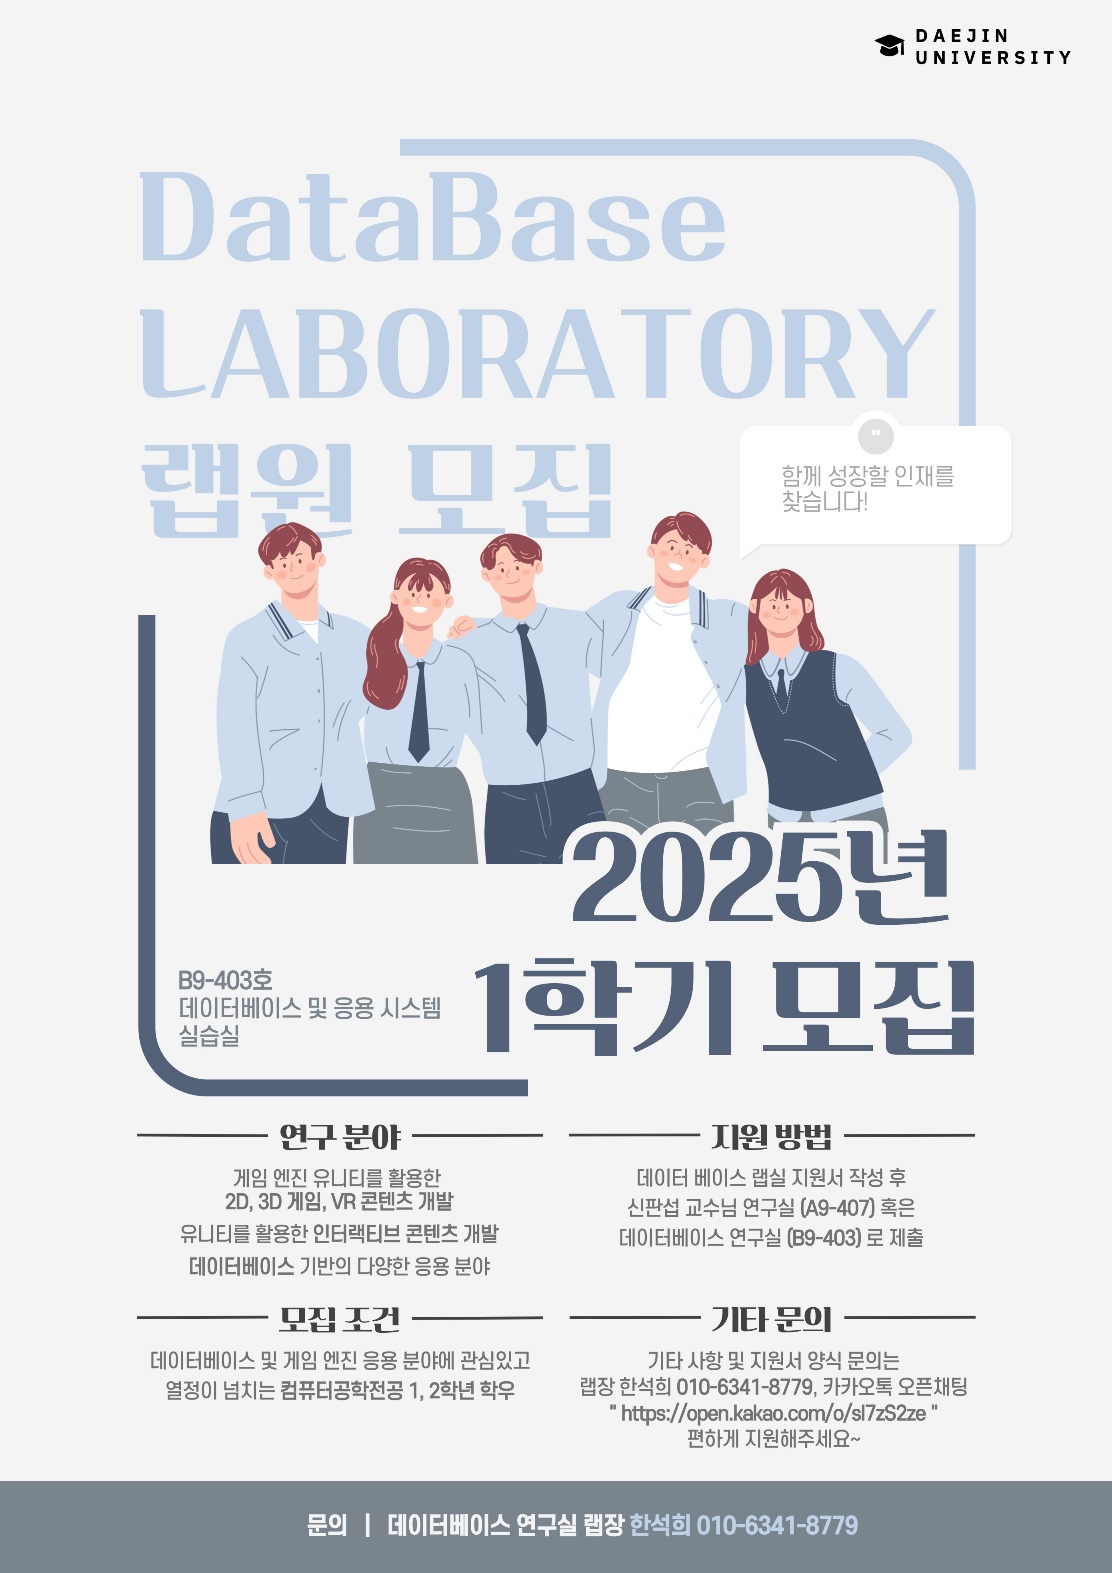 DAEJIN
UNIVERSITY
DataBase
LABORATORY
랩원 모집
"
함께 성장할 인재를
찾습니다!
2025년
1학기 모집
B9-403호
데이터베이스 및 응용 시스템
실습실
연구 분야
게임 엔진 유니티를 활용한
2D, 3D 게임, VR 콘텐츠 개발
유니티를 활용한 인터랙티브 콘텐츠 개발
데이터베이스 기반의 다양한 응용 분야
지원 방법
데이터 베이스 랩실 지원서 작성 후
신판섭 교수님 연구실 (A9-407) 혹은
데이터베이스 연구실 (B9-403) 로 제출
모집 조건
데이터베이스 및 게임 엔진 응용 분야에 관심있고
열정이 넘치는 컴퓨터공학전공 1, 2학년 학우
기타 문의
기타 사항 및 지원서 양식 문의는
랩장 한석희 010-6341-8779, 카카오톡 오픈채팅
" https://open.kakao.com/o/sl7zS2ze "
편하게 지원해주세요~
문의 | 데이터베이스 연구실 랩장 한석희 010-6341-8779